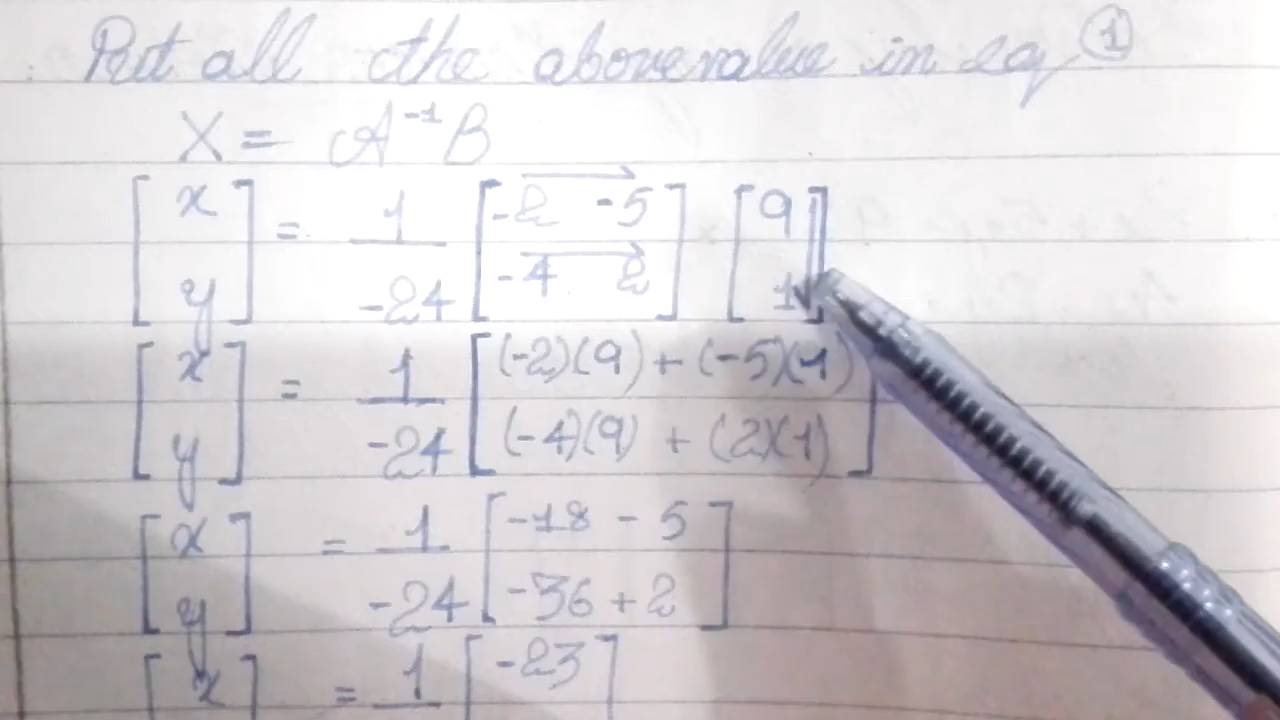 Put all the above value in eq ①
X = A⁻¹B
[x y] = 1/-24 [-2 -5 -4 2] [9 1]
[x y] = 1/-24 [(-2)(9) + (-5)(1) (-4)(9) + (2)(1)]
[x y] = 1/-24 [-18 - 5 -36 + 2]
[x = 1 [-23]